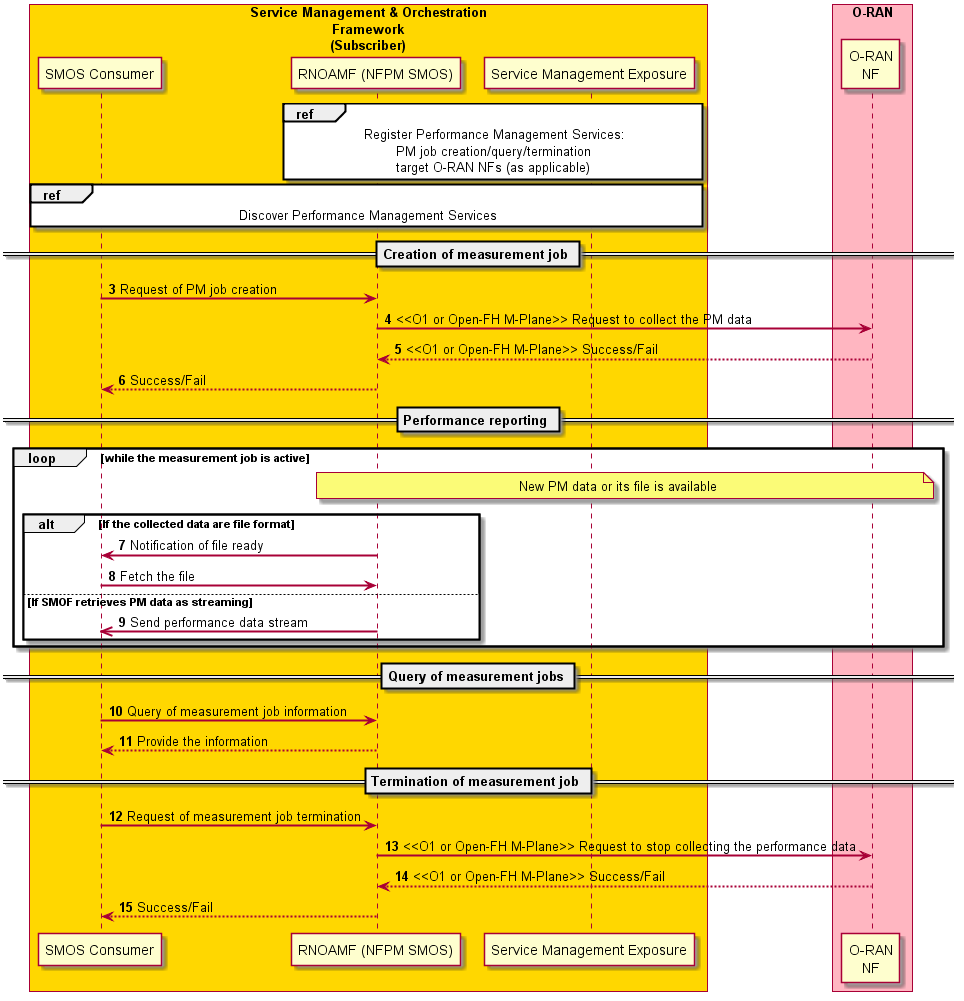 Service Management & Orchestration
Framework
(Subscriber)
O-RAN
SMOS Consumer
RNOAMF (NFPM SMOS)
Service Management Exposure
O-RAN
NF
ref
Register Performance Management Services:
PM job creation/query/termination
target O-RAN NFs (as applicable)
ref
Discover Performance Management Services
Creation of measurement job
3 Request of PM job creation
4 <<O1 or Open-FH M-Plane>> Request to collect the PM data
5 <<O1 or Open-FH M-Plane>> Success/Fail
6 Success/Fail
Performance reporting
loop [while the measurement job is active]
New PM data or its file is available
alt [If the collected data are file format]
7 Notification of file ready
8 Fetch the file
[If SMOF retrieves PM data as streaming]
9 Send performance data stream
Query of measurement jobs
10 Query of measurement job information
11 Provide the information
Termination of measurement job
12 Request of measurement job termination
13 <<O1 or Open-FH M-Plane>> Request to stop collecting the performance data
14 <<O1 or Open-FH M-Plane>> Success/Fail
15 Success/Fail
SMOS Consumer
RNOAMF (NFPM SMOS)
Service Management Exposure
O-RAN
NF